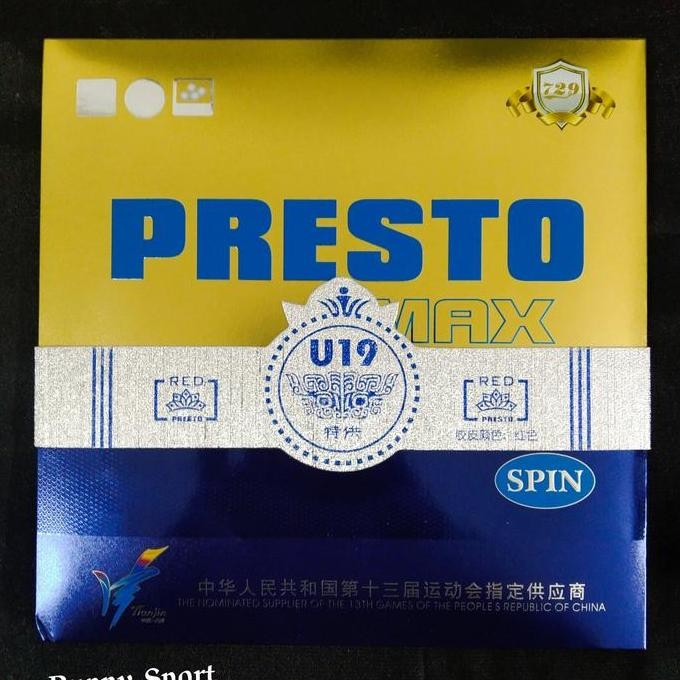 729
PRESTO
MAX
U19
特供
RED
PRESTO
RED
PRESTO
胶皮颜色：红色
SPIN
Tianjin
中华人民共和国第十三届运动会指定供应商
THE NOMINATED SUPPLIER OF THE 13TH GAMES OF THE PEOPLE'S REPUBLIC OF CHINA
Bunny Sport